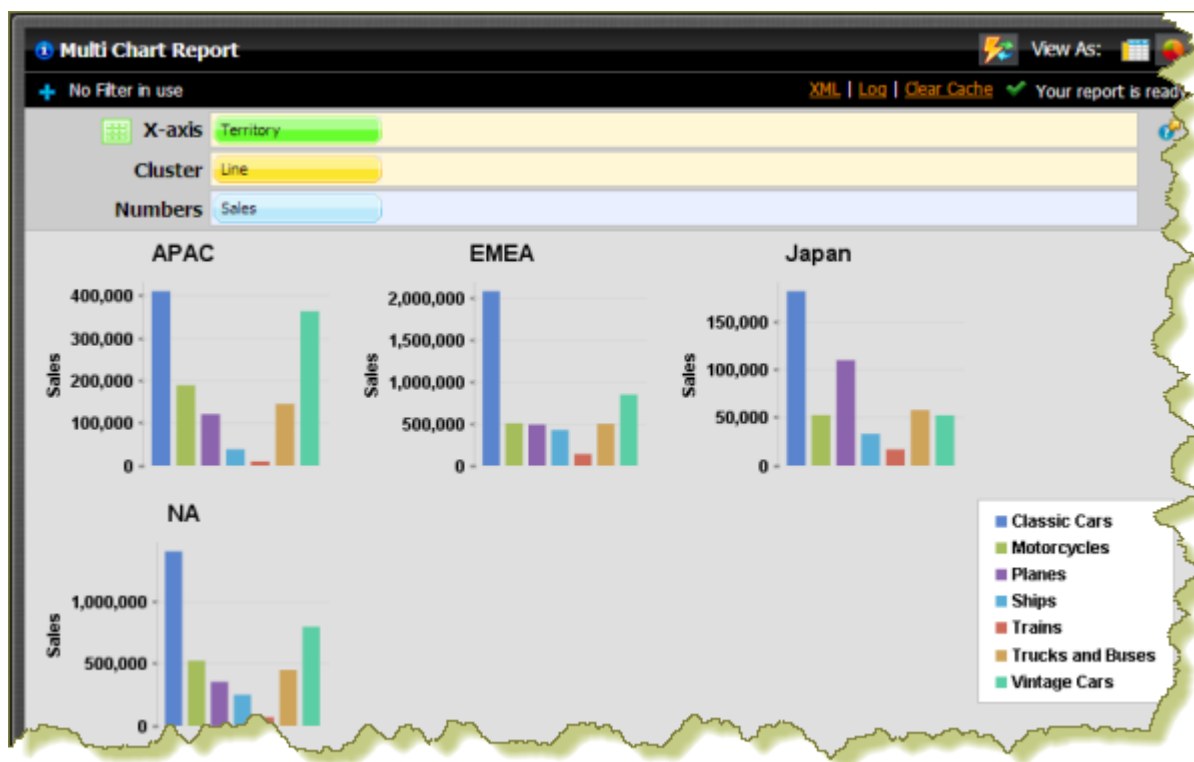 Multi Chart Report View As:
No Filter in use XML | Log | Clear Cache Your report is ready
X-axis Territory
Cluster Line
Numbers Sales
APAC
400,000
300,000
200,000
100,000
0
Sales
EMEA
2,000,000
1,500,000
1,000,000
500,000
0
Sales
Japan
150,000
100,000
50,000
0
Sales
NA
1,000,000
500,000
0
Sales
Classic Cars
Motorcycles
Planes
Ships
Trains
Trucks and Buses
Vintage Cars